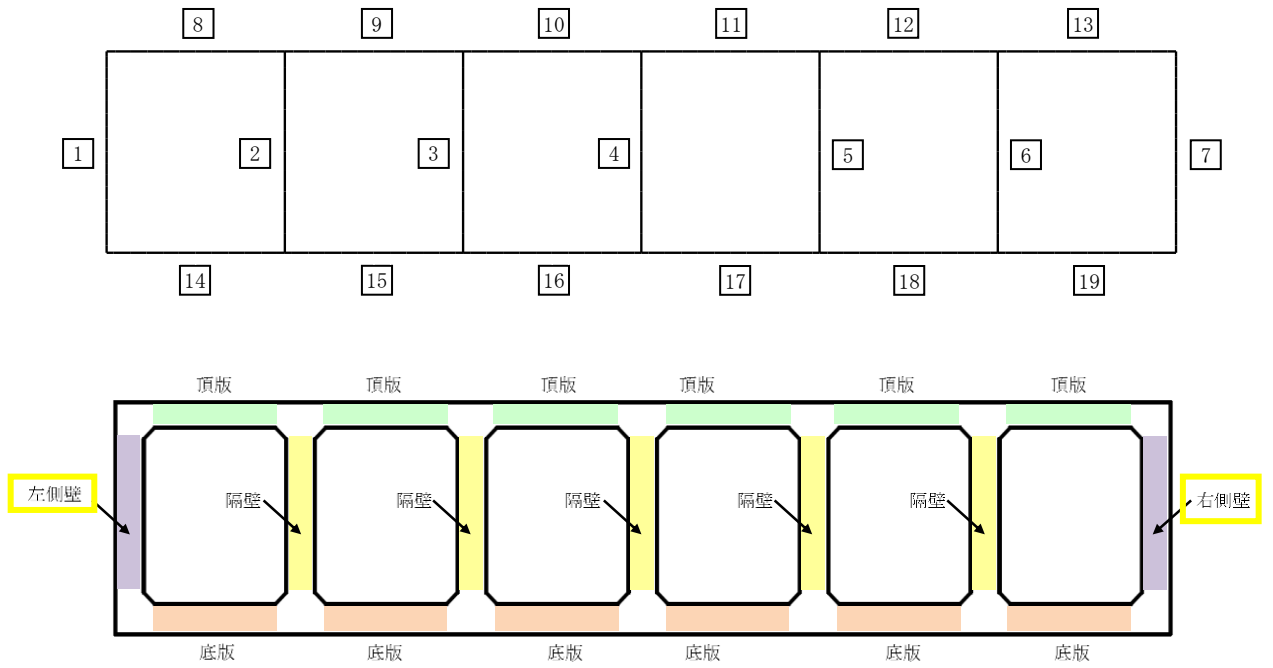 8 9 10 11 12 13
1 2 3 4 5 6 7
14 15 16 17 18 19
頂版 頂版 頂版 頂版 頂版 頂版
左側壁 隔壁 隔壁 隔壁 隔壁 隔壁 右側壁
底版 底版 底版 底版 底版 底版